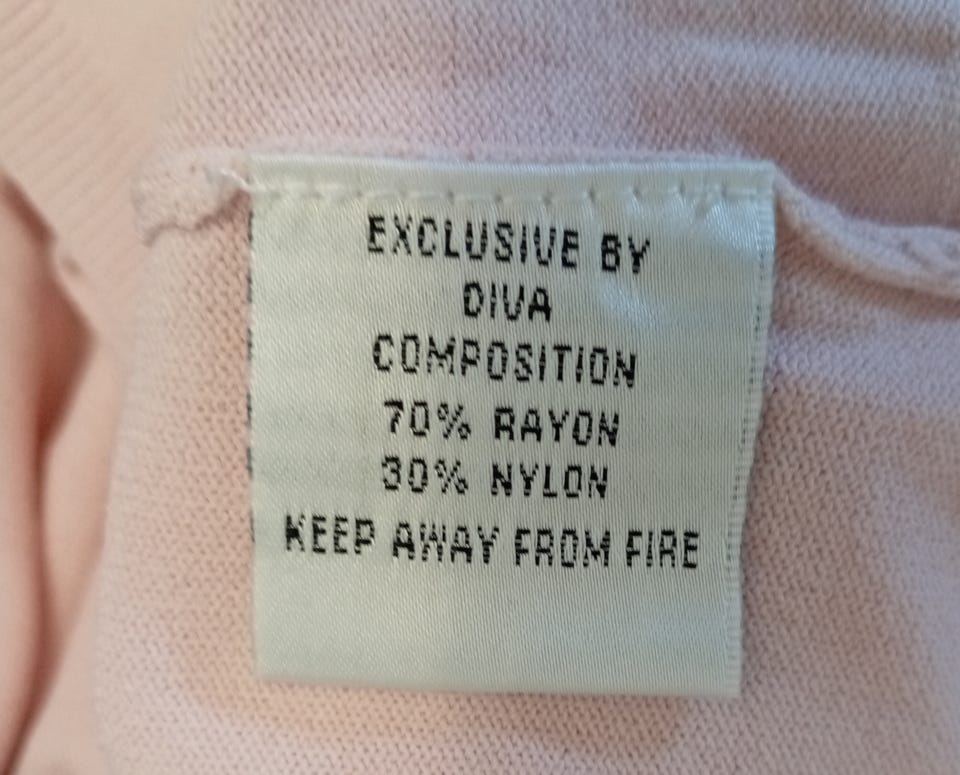 EXCLUSIVE BY
DIVA
COMPOSITION
70% RAYON
30% NYLON
KEEP AWAY FROM FIRE